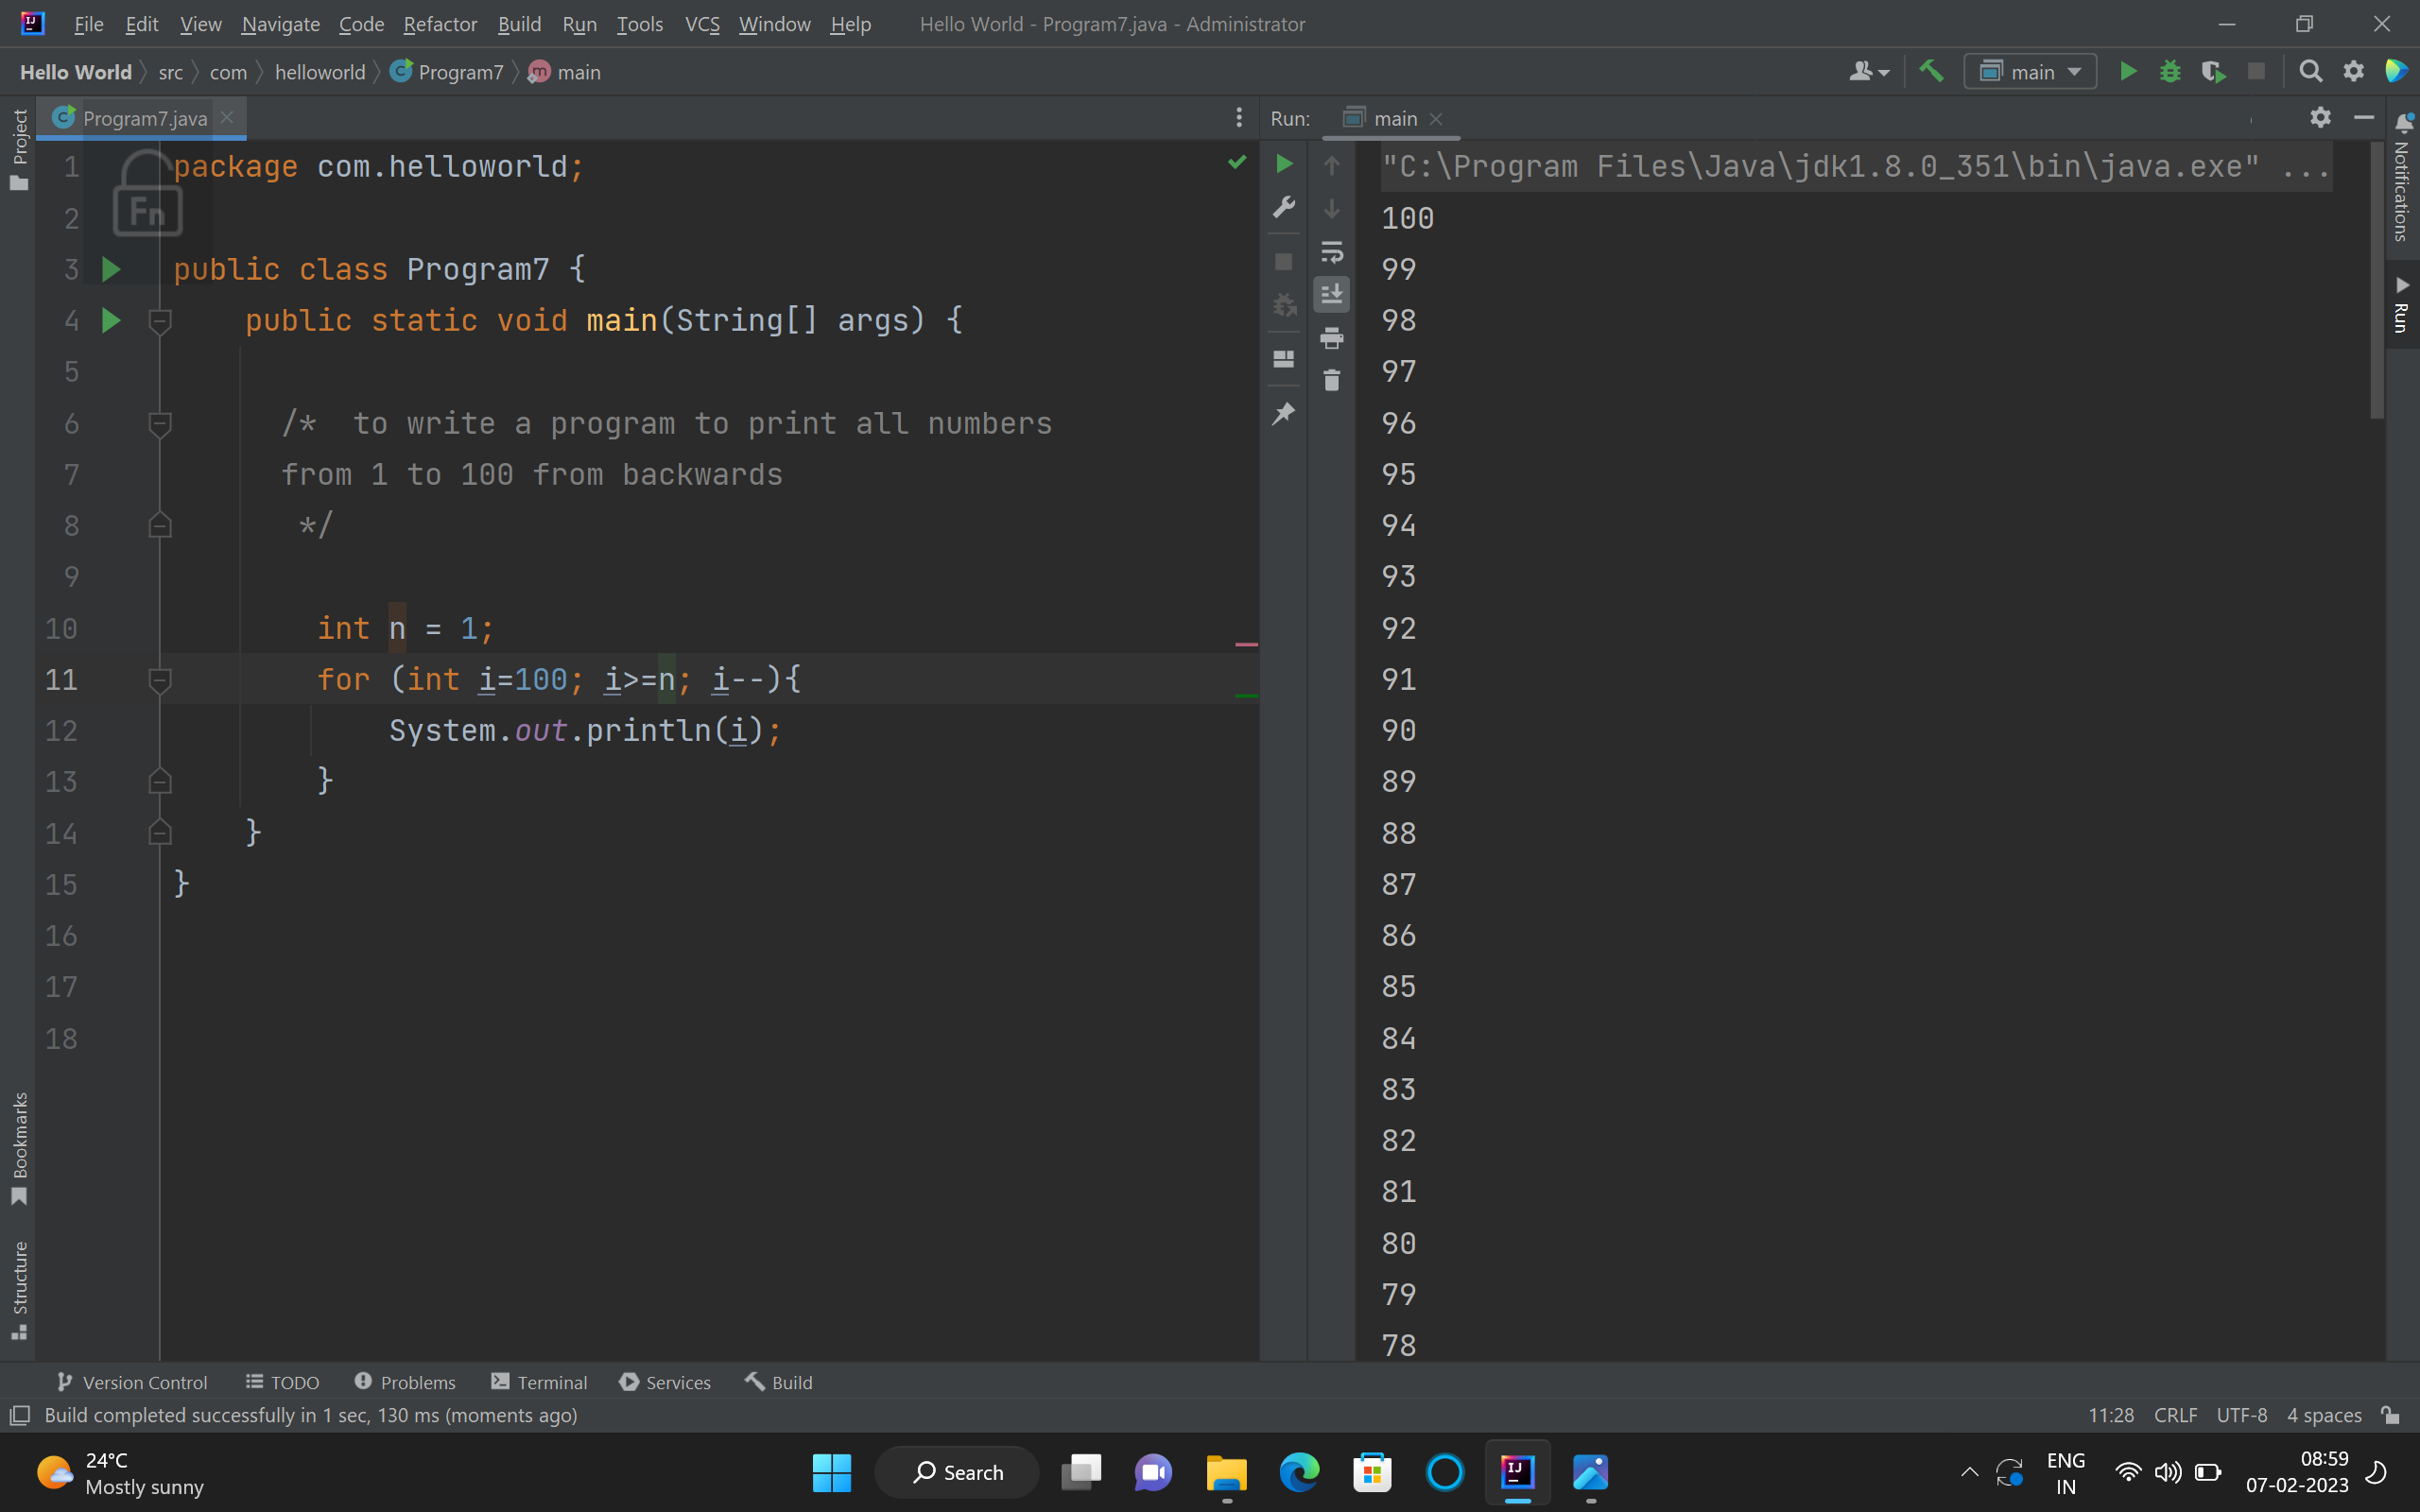 File Edit View Navigate Code Refactor Build Run Tools VCS Window Help Hello World - Program7.java - Administrator
Hello World src com helloworld Program7 main main
Project
Program7.java
Run: main
Notifications
Run
Fn
1 package com.helloworld;
2
3 public class Program7 {
4 public static void main(String[] args) {
5
6 /* to write a program to print all numbers
7 from 1 to 100 from backwards
8 */
9
10 int n = 1;
11 for (int i=100; i>=n; i--){
12 System.out.println(i);
13 }
14 }
15 }
16
17
18
"C:\Program Files\Java\jdk1.8.0_351\bin\java.exe" ...
100
99
98
97
96
95
94
93
92
91
90
89
88
87
86
85
84
83
82
81
80
79
78
Bookmarks
Structure
Version Control TODO Problems Terminal Services Build
Build completed successfully in 1 sec, 130 ms (moments ago) 11:28 CRLF UTF-8 4 spaces
24°C
Mostly sunny
Search
ENG
IN
08:59
07-02-2023